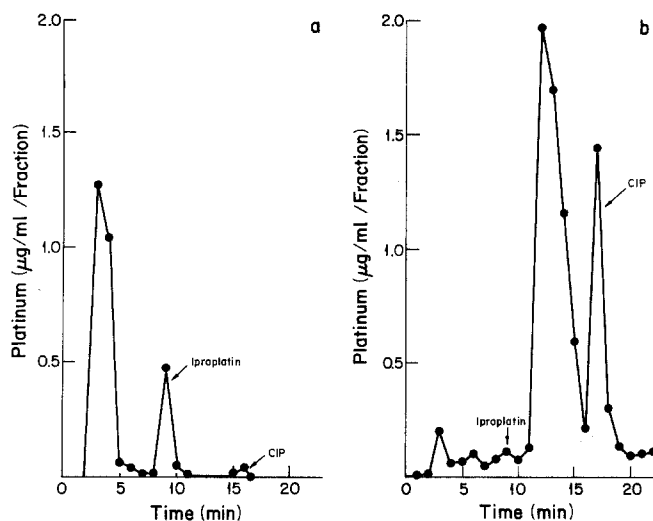 a
2.0
1.5
1.0
0.5
0
5
10
15
20
Platinum (μg/ml /Fraction)
Iproplatin
CIP
Time (min)
b
2.0
1.5
1.0
0.5
0
5
10
15
20
Platinum (μg/ml /Fraction)
Iproplatin
CIP
Time (min)